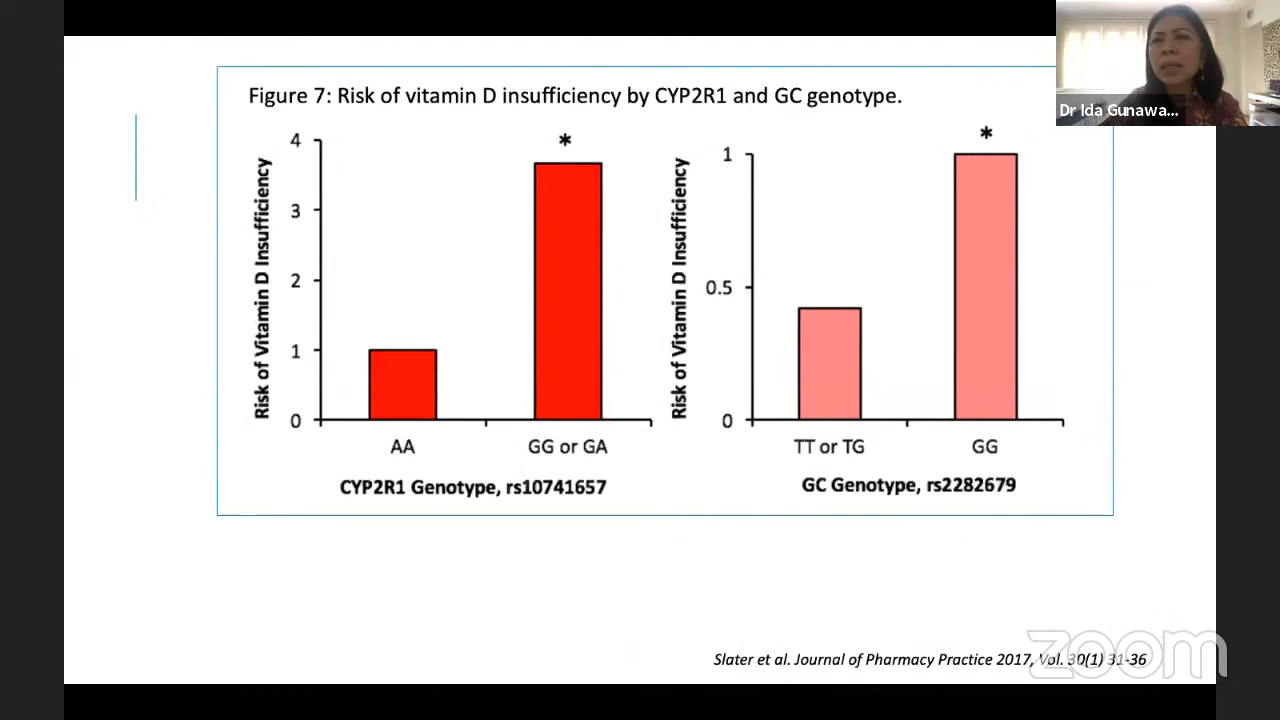 Figure 7: Risk of vitamin D insufficiency by CYP2R1 and GC genotype.
Dr Ida Gunawa...
Risk of Vitamin D Insufficiency
4
3
2
1
0
*
AA
GG or GA
CYP2R1 Genotype, rs10741657
Risk of Vitamin D Insufficiency
1
0.5
0
*
TT or TG
GG
GC Genotype, rs2282679
Slater et al. Journal of Pharmacy Practice 2017, Vol. 30(1) 31-36
zoom